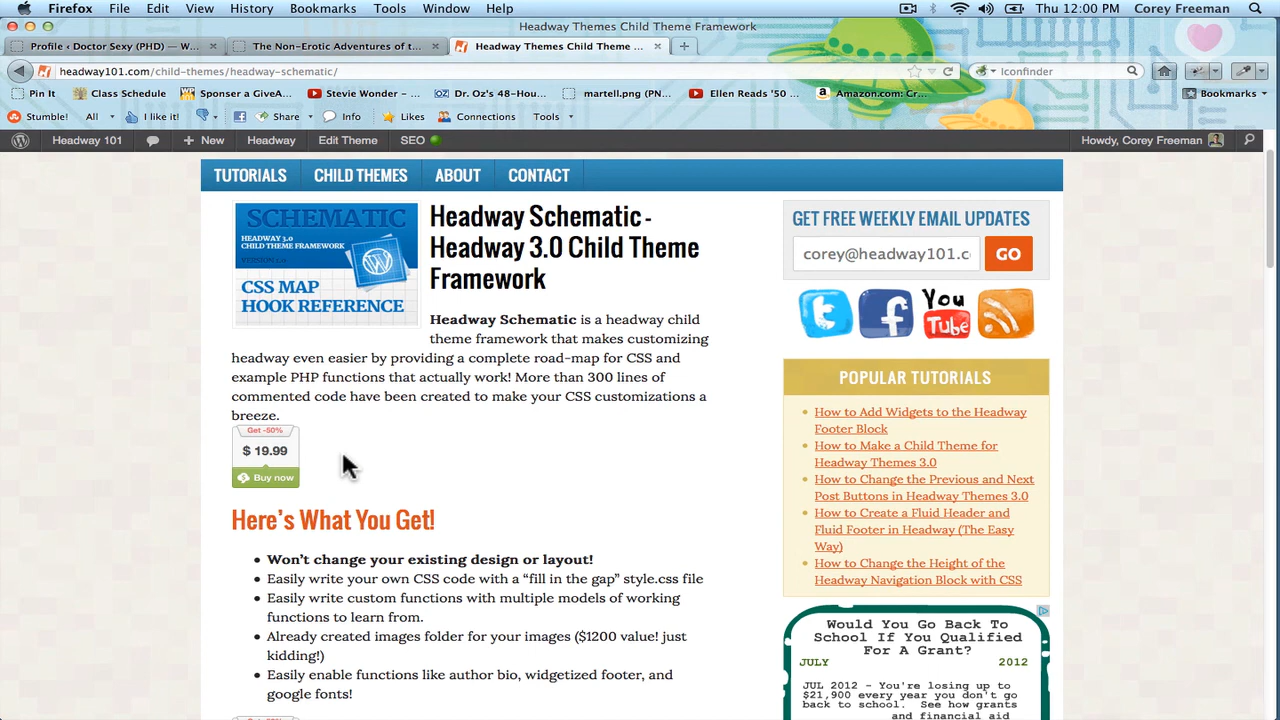 Firefox File Edit View History Bookmarks Tools Window Help Thu 12:00 PM Corey Freeman
Headway Themes Child Theme Framework
Profile ‹ Doctor Sexy (PHD) — W... The Non-Erotic Adventures of t... Headway Themes Child Theme ...
headway101.com/child-themes/headway-schematic/ Iconfinder
Pin It Class Schedule Sponser a GiveA... Stevie Wonder - ... Dr. Oz's 48-Hou... martell.png (PN... Ellen Reads '50 ... Amazon.com: Cr... Bookmarks
Stumble! All I like it! Share Info Likes Connections Tools
Headway 101 New Headway Edit Theme SEO Howdy, Corey Freeman
TUTORIALS CHILD THEMES ABOUT CONTACT
SCHEMATIC
HEADWAY 3.0
CHILD THEME FRAMEWORK
CSS MAP
HOOK REFERENCE
Headway Schematic -
Headway 3.0 Child Theme
Framework
Headway Schematic is a headway child
theme framework that makes customizing
headway even easier by providing a complete road-map for CSS and
example PHP functions that actually work! More than 300 lines of
commented code have been created to make your CSS customizations a
breeze.
Get -50%
$ 19.99
Buy now
Here's What You Get!
Won't change your existing design or layout!
Easily write your own CSS code with a “fill in the gap” style.css file
Easily write custom functions with multiple models of working
functions to learn from.
Already created images folder for your images ($1200 value! just
kidding!)
Easily enable functions like author bio, widgetized footer, and
google fonts!
GET FREE WEEKLY EMAIL UPDATES
corey@headway101.c GO
You
Tube
POPULAR TUTORIALS
How to Add Widgets to the Headway
Footer Block
How to Make a Child Theme for
Headway Themes 3.0
How to Change the Previous and Next
Post Buttons in Headway Themes 3.0
How to Create a Fluid Header and
Fluid Footer in Headway (The Easy
Way)
How to Change the Height of the
Headway Navigation Block with CSS
Would You Go Back To
School If You Qualified
For A Grant?
JULY 2012
JUL 2012 - You're losing up to
$21,900 every year you don't go
back to school. See how grants
and financial aid